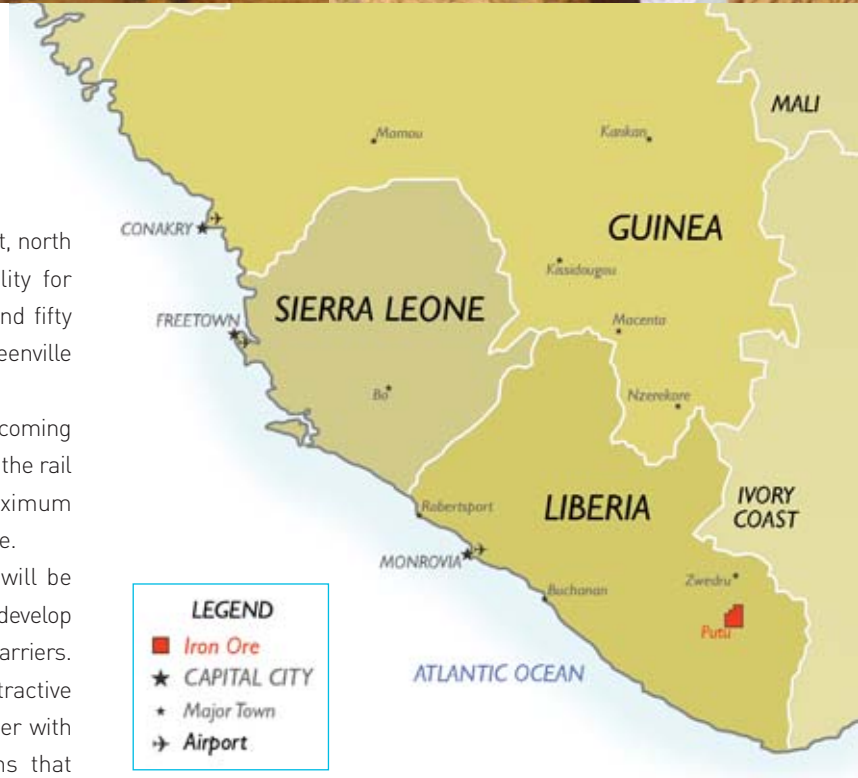 t, north
lity for
nd fifty
eenville
coming
the rail
ximum
e.
will be
develop
arriers.
tractive
er with
ns that
MALI
Mamou
Kankan
CONAKRY
GUINEA
Kissidougou
FREETOWN
SIERRA LEONE
Macenta
Bo
Nzerekore
Robertsport
LIBERIA
IVORY
COAST
MONROVIA
Zwedru
Buchanan
Putu
ATLANTIC OCEAN
LEGEND
Iron Ore
CAPITAL CITY
Major Town
Airport